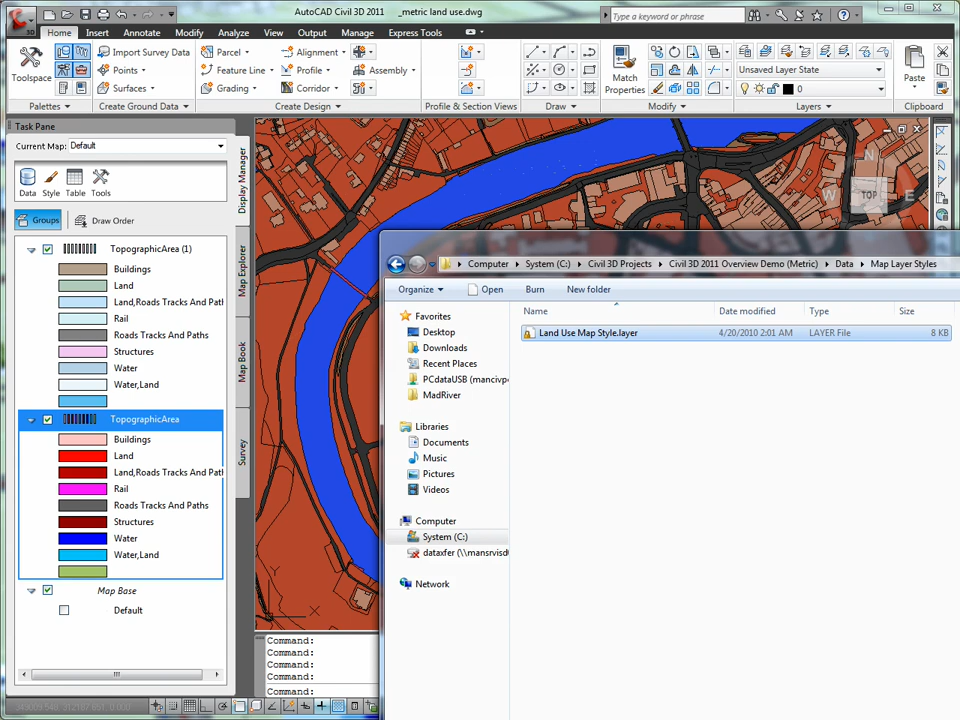 AutoCAD Civil 3D 2011 _metric land use.dwg
Type a keyword or phrase
Home Insert Annotate Modify Analyze View Output Manage Express Tools
Import Survey Data
Parcel
Alignment
Unsaved Layer State
Points
Feature Line
Profile
Assembly
Toolspace
Match
Properties
Paste
Surfaces
Grading
Corridor
0
Palettes
Create Ground Data
Create Design
Profile & Section Views
Draw
Modify
Layers
Clipboard
Task Pane
Current Map: Default
Data Style Table Tools
Groups Draw Order
Display Manager
Map Explorer
Map Book
Survey
TopographicArea (1)
Buildings
Land
Land,Roads Tracks And Pat
Rail
Roads Tracks And Paths
Structures
Water
Water,Land
TopographicArea
Buildings
Land
Land,Roads Tracks And Pat
Rail
Roads Tracks And Paths
Structures
Water
Water,Land
Map Base
Default
N
W TOP E
Y
X
Computer System (C:) Civil 3D Projects Civil 3D 2011 Overview Demo (Metric) Data Map Layer Styles
Organize Open Burn New folder
Name Date modified Type Size
Land Use Map Style.layer 4/20/2010 2:01 AM LAYER File 8 KB
Favorites
Desktop
Downloads
Recent Places
PCdataUSB (mancivpc
MadRiver
Libraries
Documents
Music
Pictures
Videos
Computer
System (C:)
dataxfer (\\mansrvisd
Network
Command:
Command:
Command:
Command:
Command: